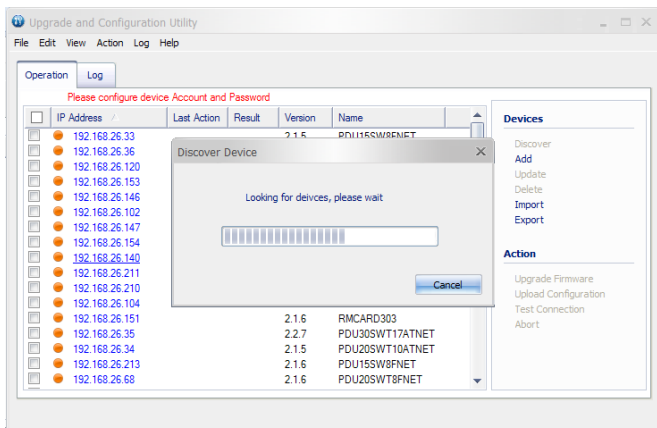 Upgrade and Configuration Utility
File Edit View Action Log Help
Operation Log
Please configure device Account and Password
IP Address Last Action Result Version Name
192.168.26.33 2.1.5 PDU15SW8FNET
192.168.26.36
192.168.26.120
192.168.26.153
192.168.26.146
192.168.26.102
192.168.26.147
192.168.26.154
192.168.26.140
192.168.26.211
192.168.26.210
192.168.26.104
192.168.26.151 2.1.6 RMCARD303
192.168.26.35 2.2.7 PDU30SWT17ATNET
192.168.26.34 2.1.5 PDU20SWT10ATNET
192.168.26.213 2.1.6 PDU15SW8FNET
192.168.26.68 2.1.6 PDU20SWT8FNET
Discover Device
Looking for deivces, please wait
Cancel
Devices
Discover
Add
Update
Delete
Import
Export
Action
Upgrade Firmware
Upload Configuration
Test Connection
Abort